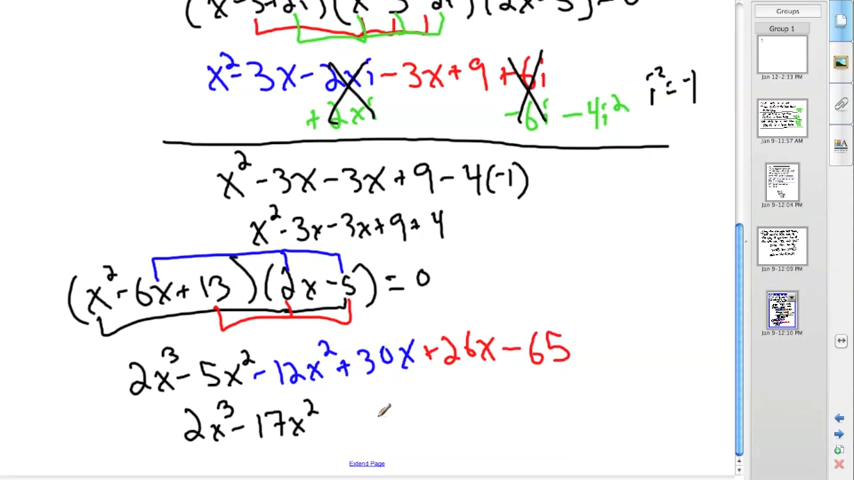 x² - 3x - 2xi - 3x + 9 + 6i
+ 2xi - 6i - 4i²
i² = -1
x² - 3x - 3x + 9 - 4(-1)
x² - 3x - 3x + 9 + 4
(x² - 6x + 13)(2x - 5) = 0
2x³ - 5x² - 12x² + 30x + 26x - 65
2x³ - 17x²
Extend Page
Groups
Group 1
Jan 12-2:33 PM
Jan 9-11:57 AM
Jan 9-12:04 PM
Jan 9-12:06 PM
Jan 9-12:10 PM